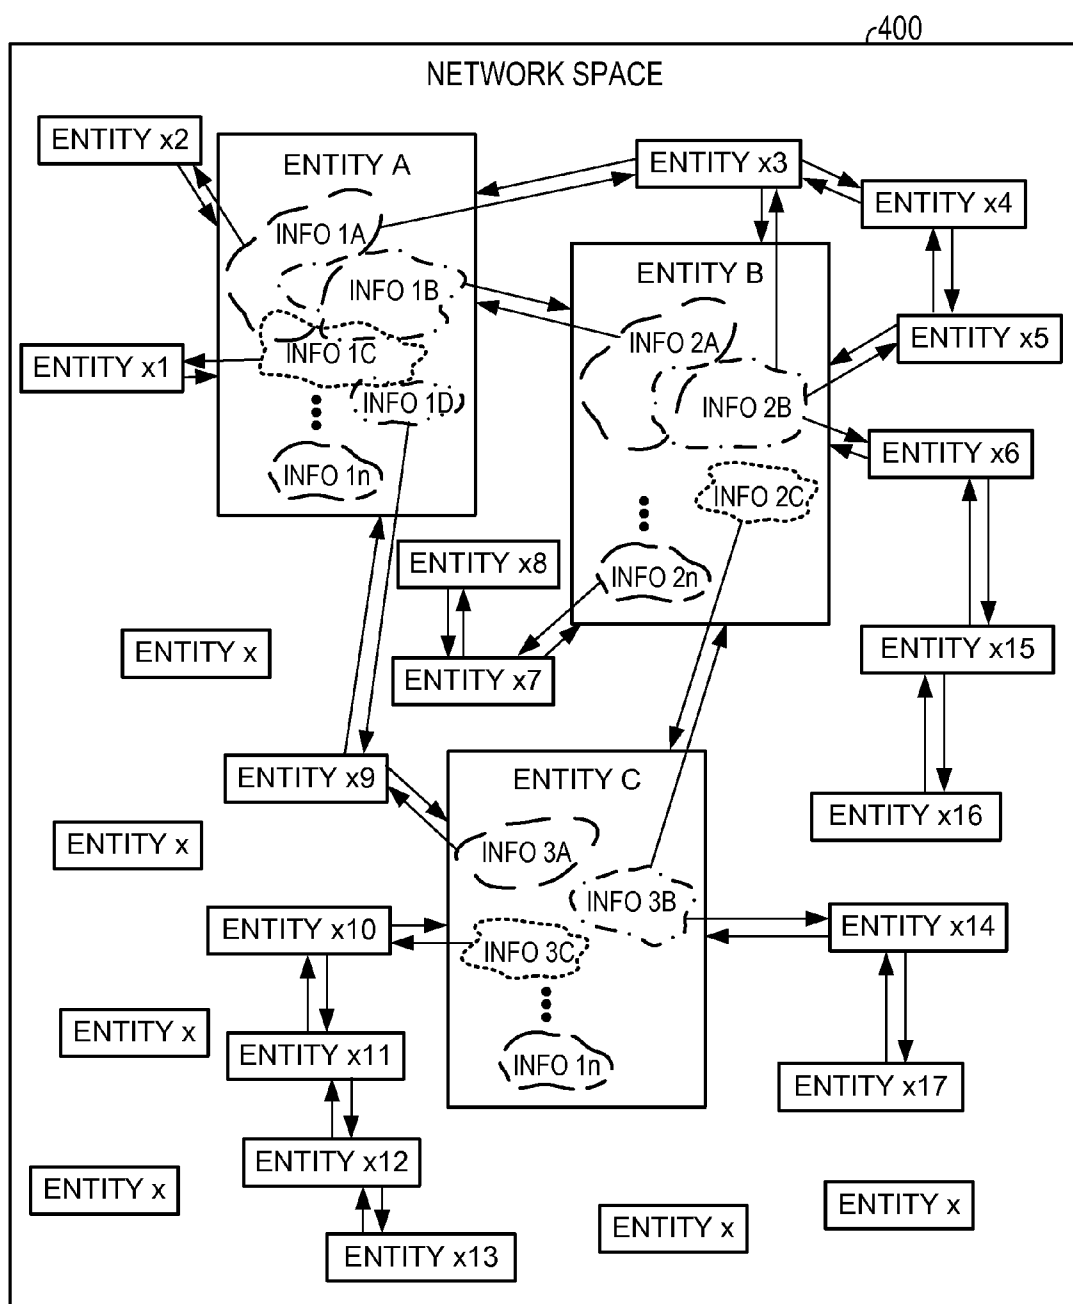 400
NETWORK SPACE
ENTITY x2
ENTITY A
ENTITY x3
ENTITY x4
INFO 1A
ENTITY B
INFO 1B
INFO 2A
ENTITY x5
INFO 1C
ENTITY x1
INFO 1D
INFO 2B
INFO 1n
ENTITY x6
INFO 2C
ENTITY x8
INFO 2n
ENTITY x
ENTITY x7
ENTITY x15
ENTITY x9
ENTITY C
ENTITY x16
ENTITY x
INFO 3A
INFO 3B
ENTITY x10
ENTITY x14
INFO 3C
ENTITY x
ENTITY x11
INFO 1n
ENTITY x17
ENTITY x12
ENTITY x
ENTITY x
ENTITY x
ENTITY x13